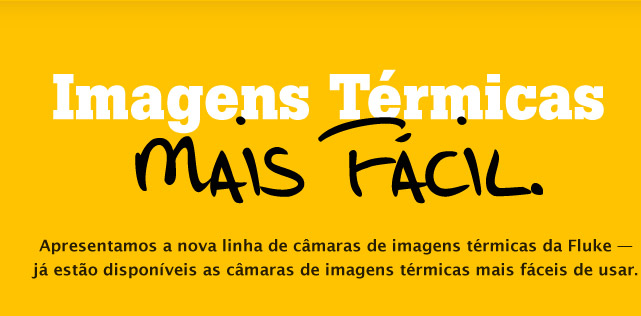 Imagens Térmicas
MAIS FÁCIL.
Apresentamos a nova linha de câmaras de imagens térmicas da Fluke —
já estão disponíveis as câmaras de imagens térmicas mais fáceis de usar.